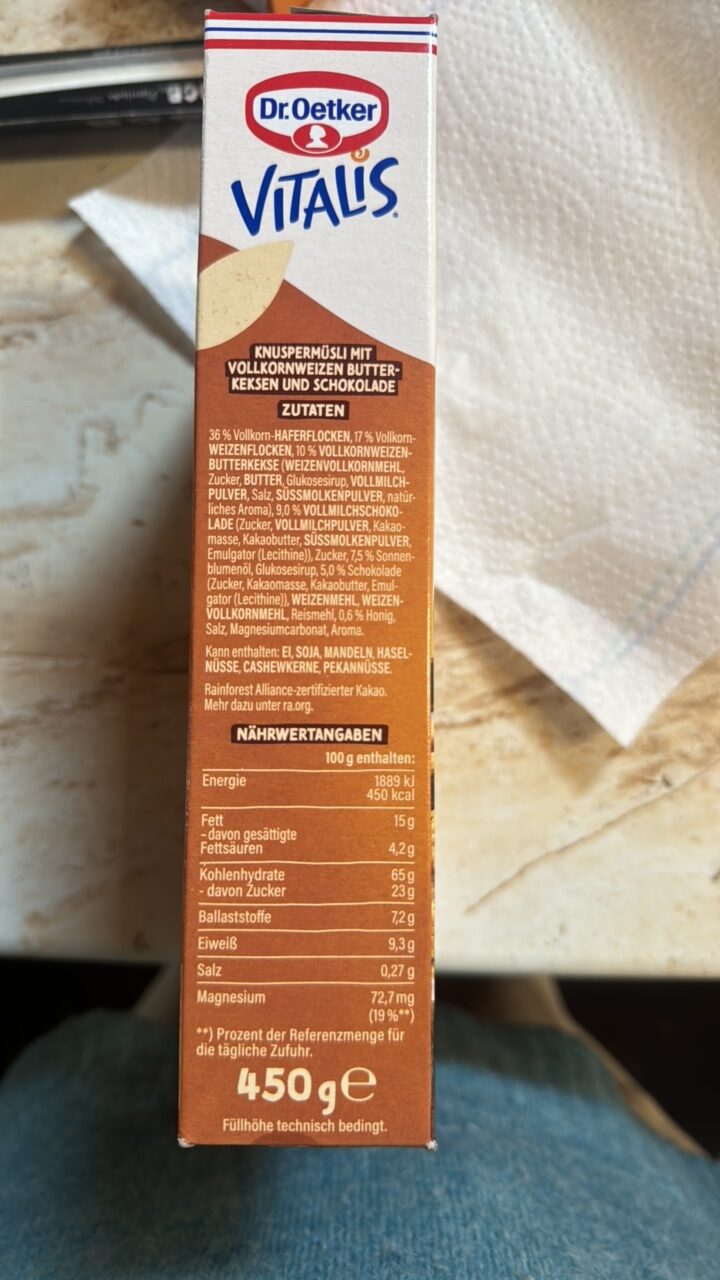 Dr.Oetker
VITALIS
KNUSPERMÜSLI MIT
VOLLKORNWEIZEN BUTTER-
KEKSEN UND SCHOKOLADE
ZUTATEN
36 % Vollkorn-HAFERFLOCKEN, 17 % Vollkorn-
WEIZENFLOCKEN, 10 % VOLLKORNWEIZEN-
BUTTERKEKSE (WEIZENVOLLKORNMEHL,
Zucker, BUTTER, Glukosesirup, VOLLMILCH-
PULVER, Salz, SÜSSMOLKENPULVER, natür-
liches Aroma), 9,0 % VOLLMILCHSCHOKO-
LADE (Zucker, VOLLMILCHPULVER, Kakao-
masse, Kakaobutter, SÜSSMOLKENPULVER,
Emulgator (Lecithine)), Zucker, 7,5 % Sonnen-
blumenöl, Glukosesirup, 5,0 % Schokolade
(Zucker, Kakaomasse, Kakaobutter, Emul-
gator (Lecithine)), WEIZENMEHL, WEIZEN-
VOLLKORNMEHL, Reismehl, 0,6 % Honig,
Salz, Magnesiumcarbonat, Aroma.
Kann enthalten: EI, SOJA, MANDELN, HASEL-
NÜSSE, CASHEWKERNE, PEKANNÜSSE.
Rainforest Alliance-zertifizierter Kakao.
Mehr dazu unter ra.org.
NÄHRWERTANGABEN
100 g enthalten:
Energie 1889 kJ
450 kcal
Fett 15 g
- davon gesättigte
Fettsäuren 4,2 g
Kohlenhydrate 65 g
- davon Zucker 23 g
Ballaststoffe 7,2 g
Eiweiß 9,3 g
Salz 0,27 g
Magnesium 72,7 mg
(19 %**)
**) Prozent der Referenzmenge für
die tägliche Zufuhr.
450 g e
Füllhöhe technisch bedingt.